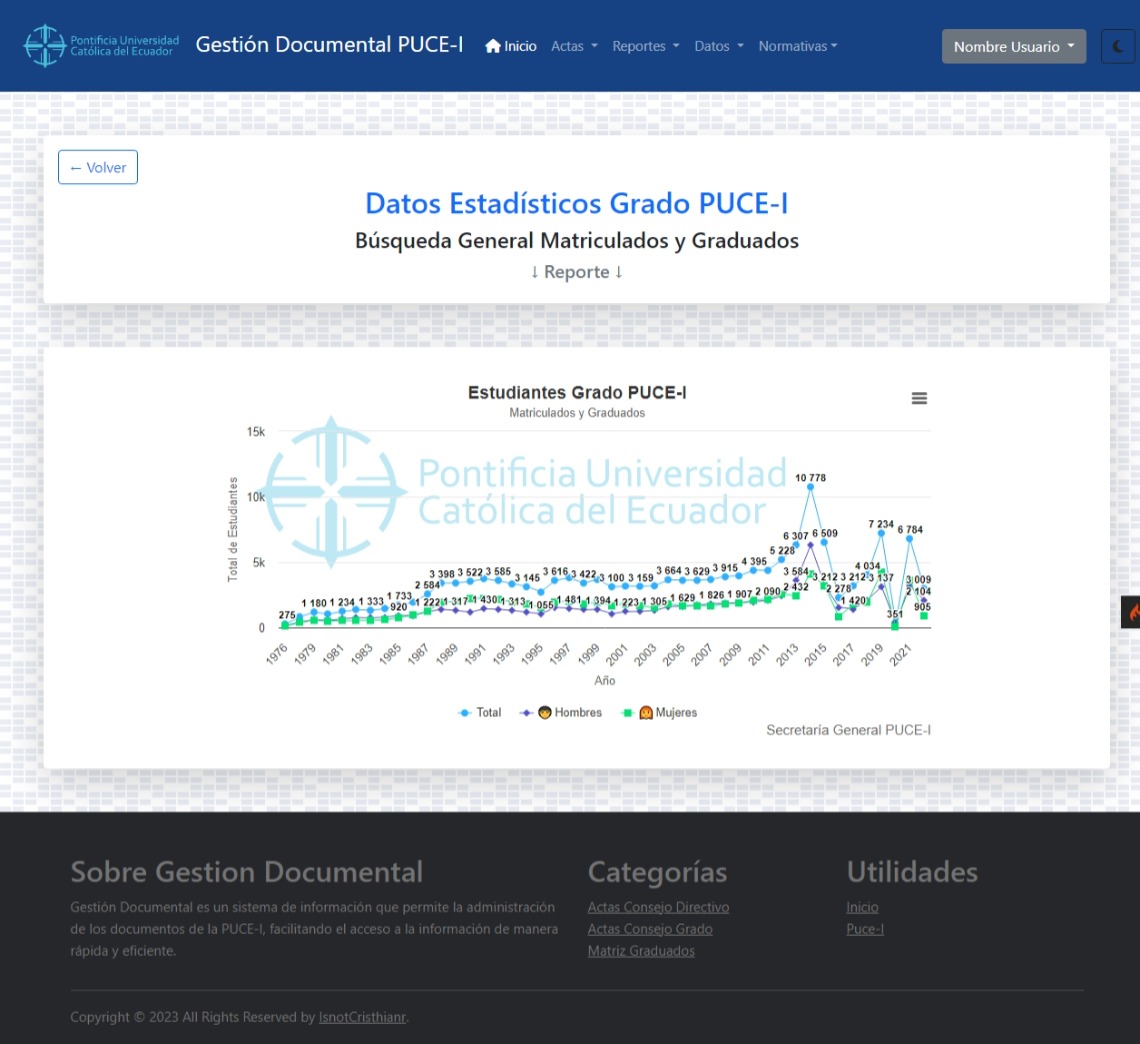 Pontificia Universidad
Católica del Ecuador
Gestión Documental PUCE-I
Inicio
Actas
Reportes
Datos
Normativas
Nombre Usuario
← Volver
Datos Estadísticos Grado PUCE-I
Búsqueda General Matriculados y Graduados
↓ Reporte ↓
Estudiantes Grado PUCE-I
Matriculados y Graduados
Pontificia Universidad
Católica del Ecuador
Total de Estudiantes
15k
10k
5k
0
275
1 180
1 234
1 333
1 733
2 584
3 398
3 522
3 585
3 145
3 616
3 422
3 100
3 159
3 664
3 629
3 915
4 395
5 228
6 307
10 778
6 509
2 278
3 212
4 034
7 234
351
6 784
3 009
920
1 222
1 317
1 430
1 313
1 055
1 481
1 394
1 223
1 305
1 629
1 826
1 907
2 090
2 432
3 584
3 212
1 420
3 137
2 104
905
1976
1979
1981
1983
1985
1987
1989
1991
1993
1995
1997
1999
2001
2003
2005
2007
2009
2011
2013
2015
2017
2019
2021
Año
Total
Hombres
Mujeres
Secretaría General PUCE-I
Sobre Gestion Documental
Gestión Documental es un sistema de información que permite la administración
de los documentos de la PUCE-I, facilitando el acceso a la información de manera
rápida y eficiente.
Categorías
Actas Consejo Directivo
Actas Consejo Grado
Matriz Graduados
Utilidades
Inicio
Puce-I
Copyright © 2023 All Rights Reserved by IsnotCristhianr.